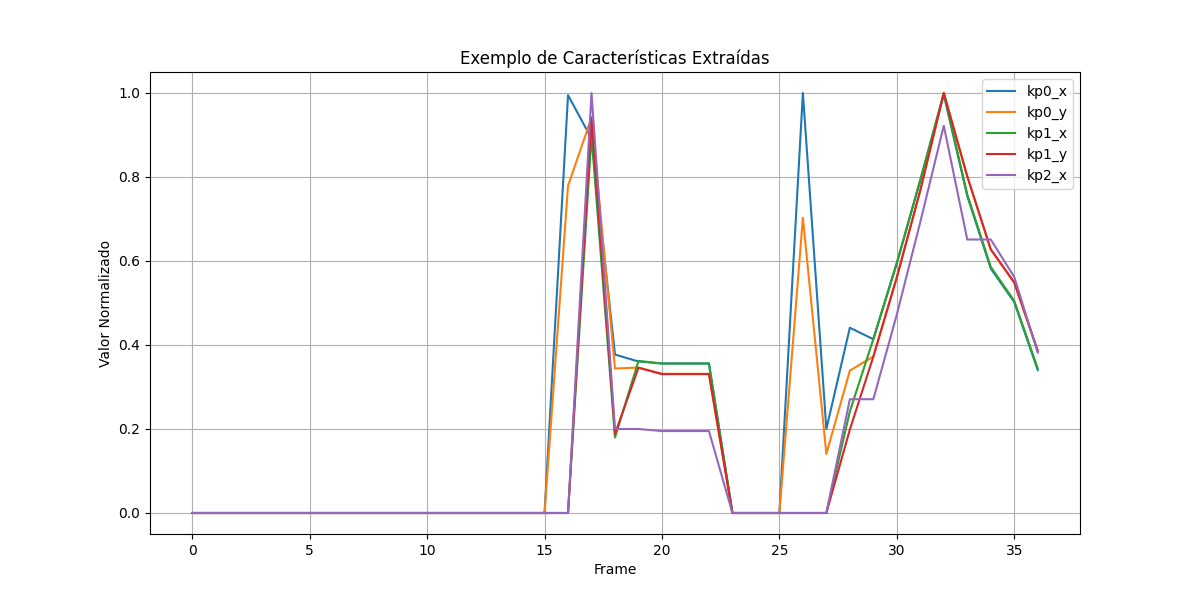 Exemplo de Características Extraídas
kp0_x
kp0_y
kp1_x
kp1_y
kp2_x
Valor Normalizado
1.0
0.8
0.6
0.4
0.2
0.0
0 5 10 15 20 25 30 35
Frame